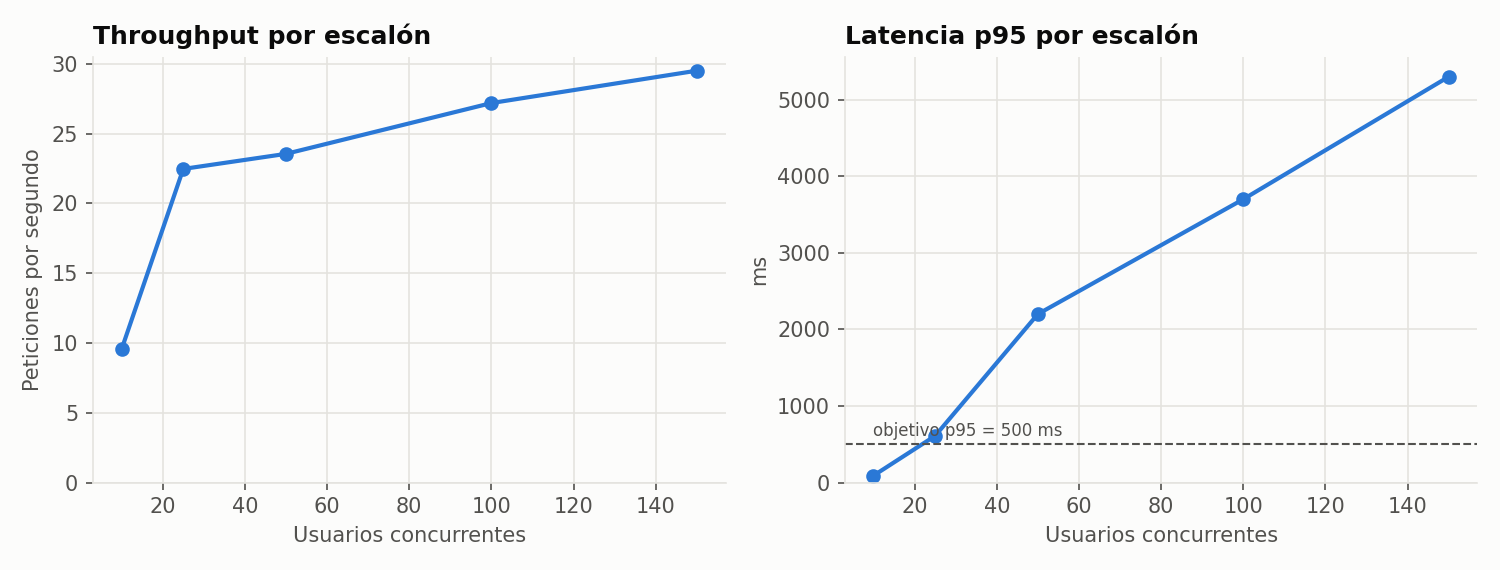 Throughput por escalón
30
25
20
15
10
5
0
Peticiones por segundo
20 40 60 80 100 120 140
Usuarios concurrentes
Latencia p95 por escalón
5000
4000
3000
2000
1000
0
ms
objetivo p95 = 500 ms
20 40 60 80 100 120 140
Usuarios concurrentes